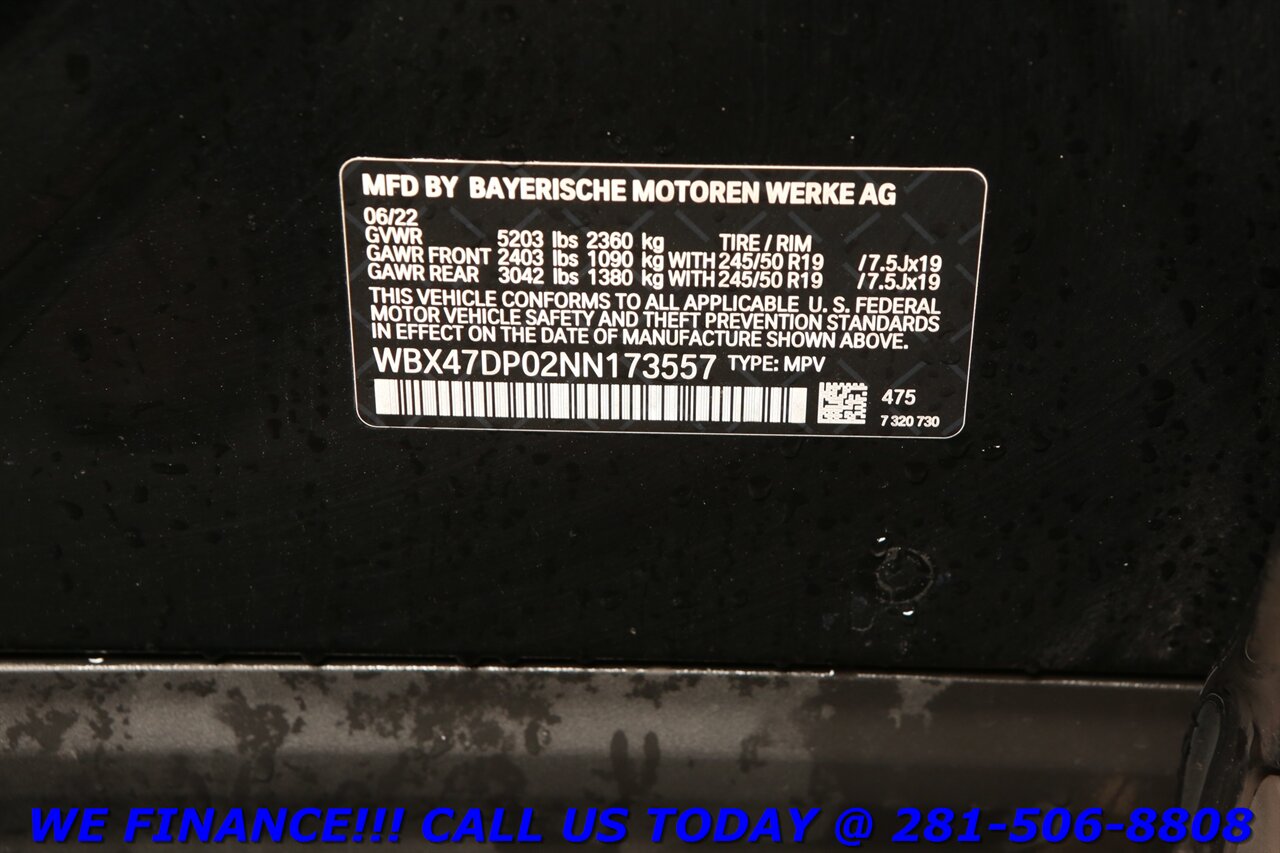 MFD BY BAYERISCHE MOTOREN WERKE AG
06/22
GVWR 5203 lbs 2360 kg TIRE / RIM
GAWR FRONT 2403 lbs 1090 kg WITH 245/50 R19 /7.5Jx19
GAWR REAR 3042 lbs 1380 kg WITH 245/50 R19 /7.5Jx19
THIS VEHICLE CONFORMS TO ALL APPLICABLE U. S. FEDERAL
MOTOR VEHICLE SAFETY AND THEFT PREVENTION STANDARDS
IN EFFECT ON THE DATE OF MANUFACTURE SHOWN ABOVE.
WBX47DP02NN173557 TYPE: MPV
475
7 320 730
WE FINANCE!!! CALL US TODAY @ 281-506-8808